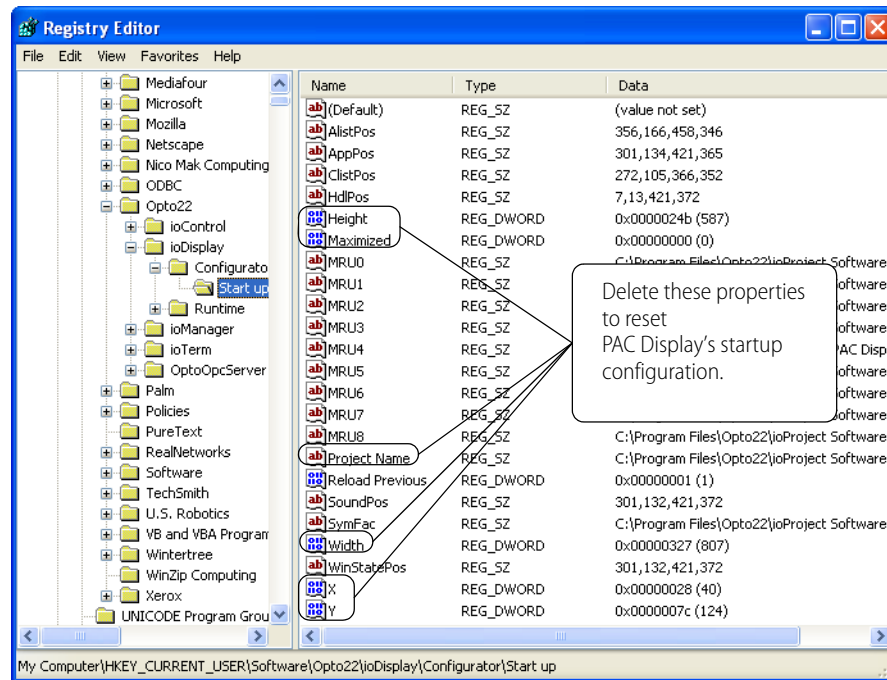 Registry Editor
File Edit View Favorites Help
Mediafour
Microsoft
Mozilla
Netscape
Nico Mak Computing
ODBC
Opto22
ioControl
ioDisplay
Configurato
Start up
Runtime
ioManager
ioTerm
OptoOpcServer
Palm
Policies
PureText
RealNetworks
Software
TechSmith
U.S. Robotics
VB and VBA Program
Wintertree
WinZip Computing
Xerox
UNICODE Program Grou
Name Type Data
(Default) REG_SZ (value not set)
AlistPos REG_SZ 356,166,458,346
AppPos REG_SZ 301,134,421,365
ClistPos REG_SZ 272,105,366,352
HdlPos REG_SZ 7,13,421,372
Height REG_DWORD 0x0000024b (587)
Maximized REG_DWORD 0x00000000 (0)
MRU0 REG_SZ C:\Program Files\Opto22\ioProject Software
MRU1 REG_SZ oftware
MRU2 REG_SZ oftware
MRU3 REG_SZ oftware
MRU4 REG_SZ AC Disp
MRU5 REG_SZ oftware
MRU6 REG_SZ oftware
MRU7 REG_SZ oftware
MRU8 REG_SZ C:\Program Files\Opto22\ioProject Software
Project Name REG_SZ C:\Program Files\Opto22\ioProject Software
Reload Previous REG_DWORD 0x00000001 (1)
SoundPos REG_SZ 301,132,421,372
SymFac REG_SZ C:\Program Files\Opto22\ioProject Software
Width REG_DWORD 0x00000327 (807)
WinStatePos REG_SZ 301,132,421,372
X REG_DWORD 0x00000028 (40)
Y REG_DWORD 0x0000007c (124)
Delete these properties
to reset
PAC Display's startup
configuration.
My Computer\HKEY_CURRENT_USER\Software\Opto22\ioDisplay\Configurator\Start up